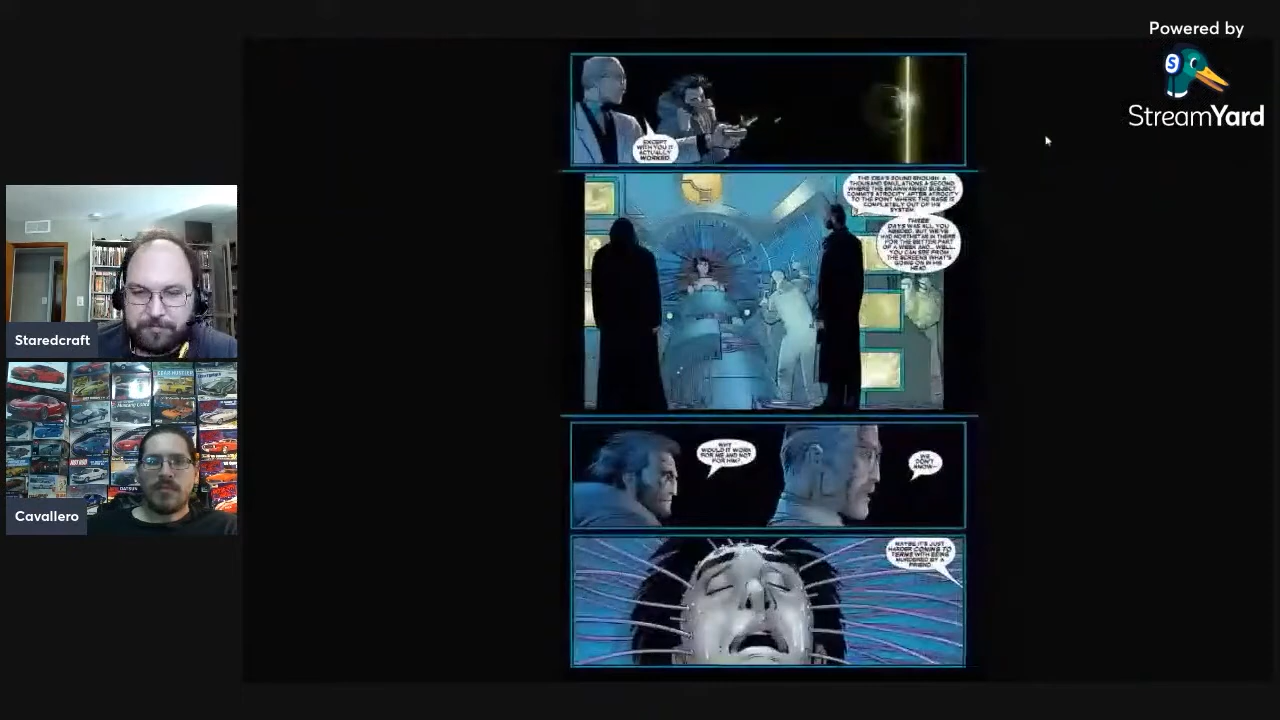 Powered by
StreamYard
EXCEPT
WITH YOU IT
ACTUALLY
WORKED.
THE IDEA'S SOUND ENOUGH: A
THOUSAND SIMULATIONS A SECOND
WHERE THE BRAINWASHED SUBJECT
COMMITS ATROCITY AFTER ATROCITY
TO THE POINT WHERE THE RAGE IS
COMPLETELY OUT OF HIS
SYSTEM.
THREE
DAYS WAS ALL YOU
NEEDED, BUT WE'VE
HAD NORTHSTAR IN THERE
FOR THE BETTER PART
OF A WEEK AND... WELL,
YOU CAN SEE FROM
THE SCREENS WHAT'S
GOING ON IN HIS
HEAD.
Staredcraft
WHY
WOULD IT WORK
FOR ME AND NOT
FOR HIM?
WE
DON'T
KNOW--
Cavallero
MAYBE IT'S JUST
HARDER COMING TO
TERMS WITH BEING
MURDERED BY A
FRIEND.